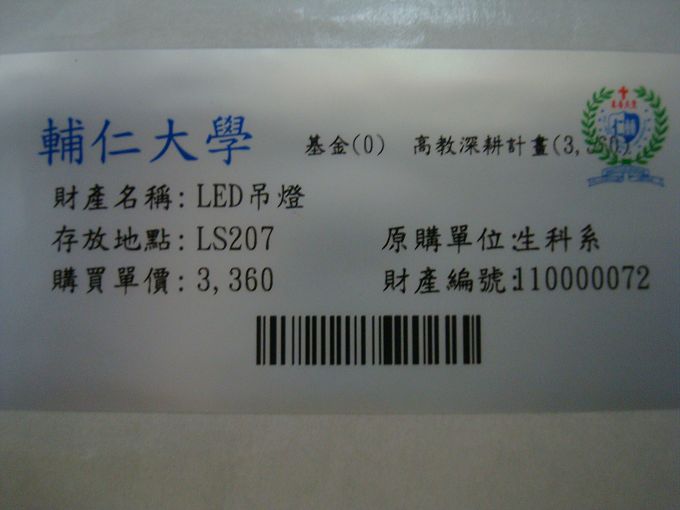 輔仁大學 基金(0) 高教深耕計畫(3,360)
財產名稱: LED吊燈
存放地點: LS207 原購單位:生科系
購買單價: 3,360 財產編號:110000072